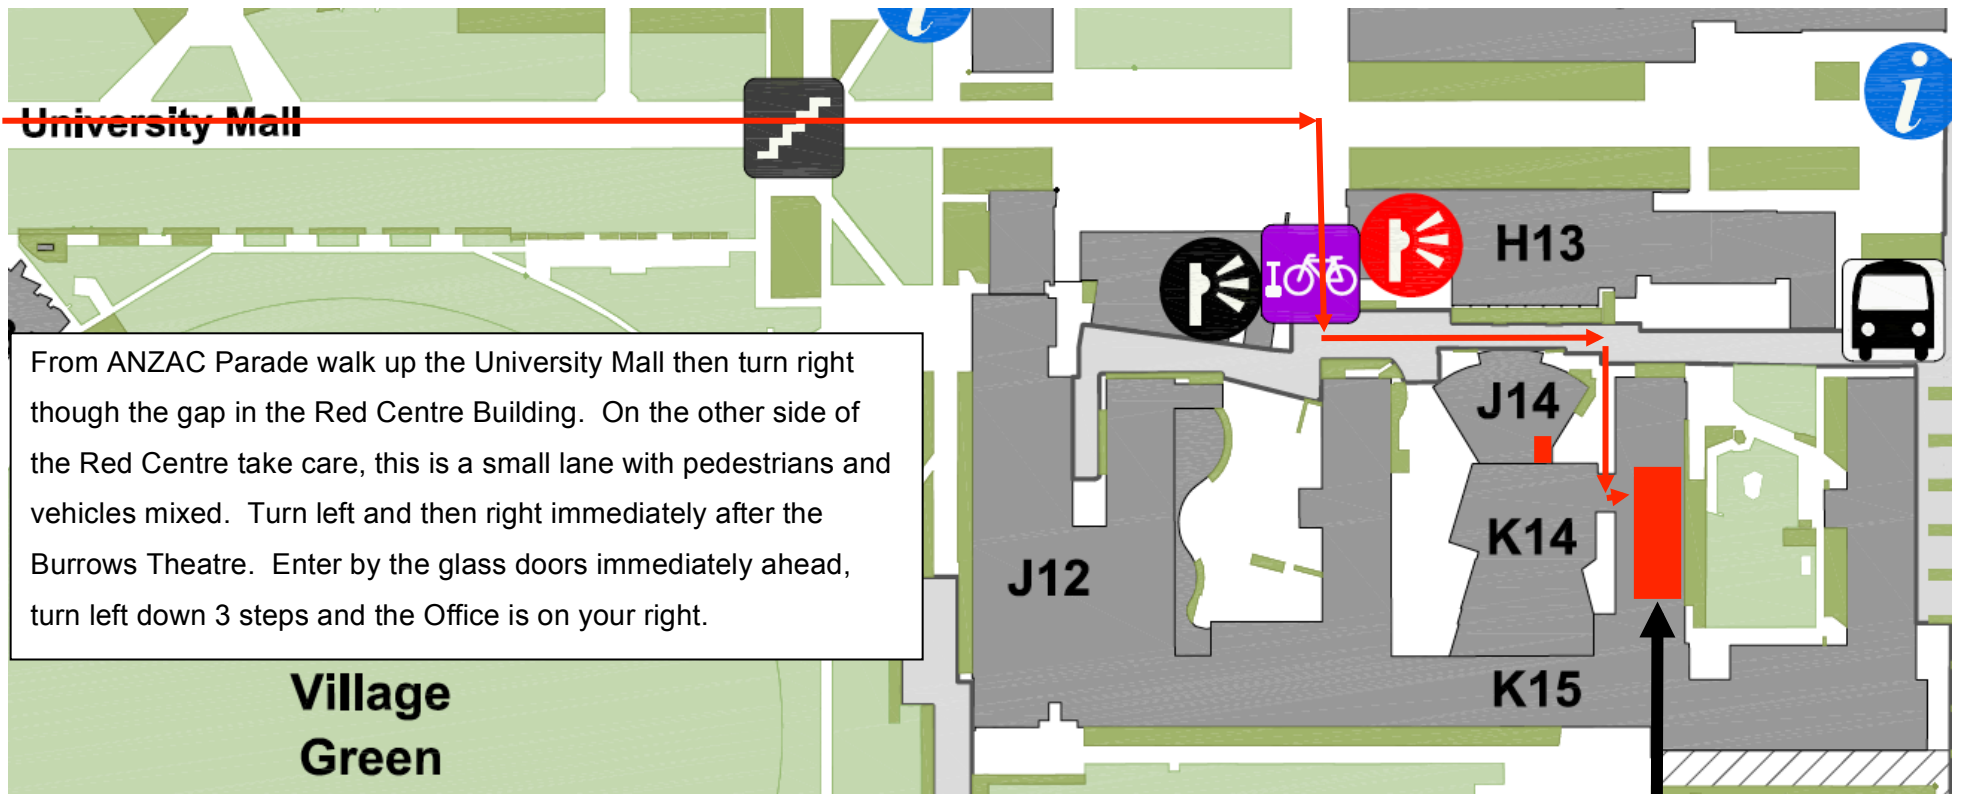 University Mall
H13
From ANZAC Parade walk up the University Mall then turn right
though the gap in the Red Centre Building.  On the other side of
the Red Centre take care, this is a small lane with pedestrians and
vehicles mixed.  Turn left and then right immediately after the
Burrows Theatre.  Enter by the glass doors immediately ahead,
turn left down 3 steps and the Office is on your right.
J14
K14
J12
K15
Village
Green